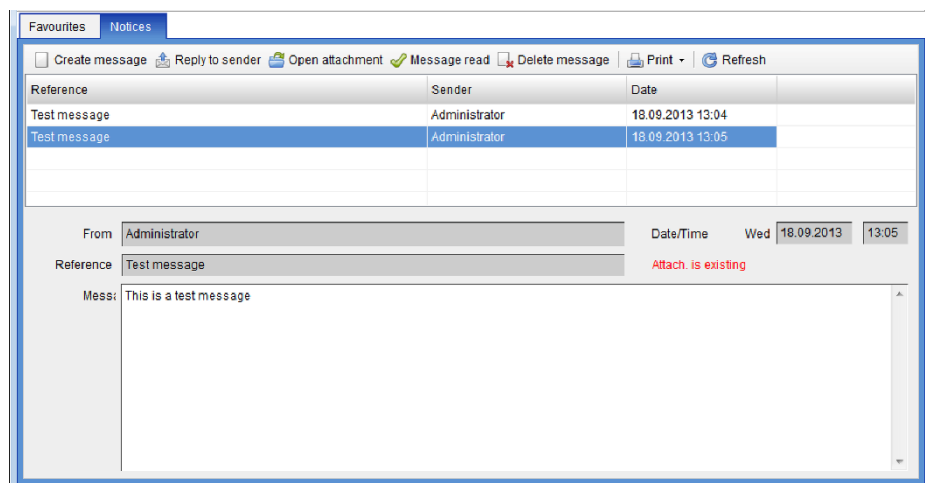 Favourites Notices
Create message Reply to sender Open attachment Message read Delete message Print Refresh
Reference Sender Date
Test message Administrator 18.09.2013 13:04
Test message Administrator 18.09.2013 13:05
From Administrator Date/Time Wed 18.09.2013 13:05
Reference Test message Attach. is existing
Messa This is a test message